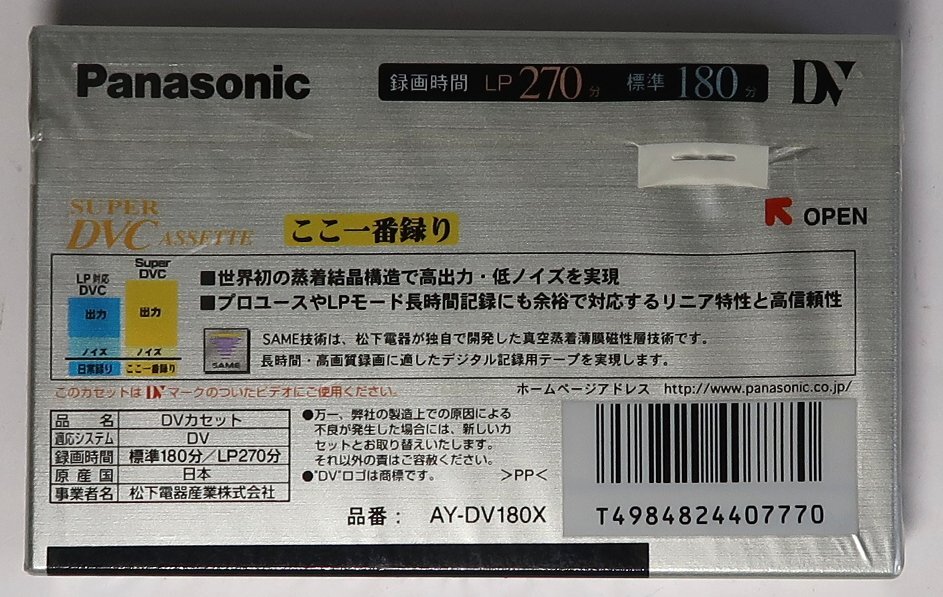 Panasonic
録画時間 LP 270分 標準 180分
DV
OPEN
SUPER
DVCASSETTE
ここ一番録り
LP対応
DVC
Super
DVC
出力
出力
ノイズ
ノイズ
日常録り
ここ一番録り
■世界初の蒸着結晶構造で高出力・低ノイズを実現
■プロユースやLPモード長時間記録にも余裕で対応するリニア特性と高信頼性
SAME
SAME技術は、松下電器が独自で開発した真空蒸着薄膜磁性層技術です。
長時間・高画質録画に適したデジタル記録用テープを実現します。
このカセットはDVマークのついたビデオにご使用ください。
ホームページアドレス http://www.panasonic.co.jp/
品名 DVカセット
適応システム DV
録画時間 標準180分/LP270分
原産国 日本
事業者名 松下電器産業株式会社
●万一、弊社の製造上での原因による
不良が発生した場合には、新しいカ
セットとお取り替えいたします。
それ以外の責はご容赦ください。
●"DV"ロゴは商標です。 >PP<
品番: AY-DV180X
T4984824407770